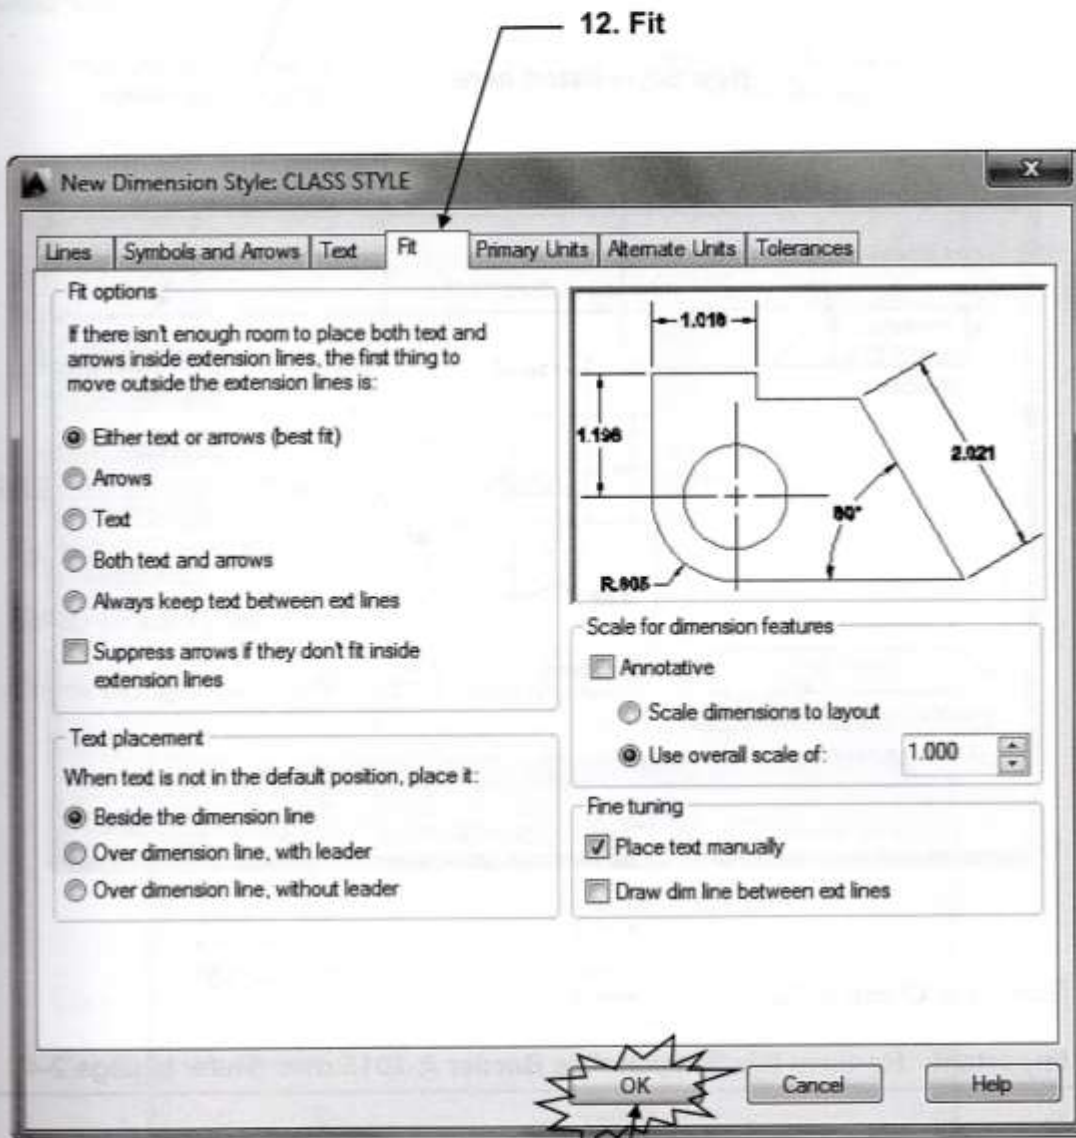 12. Fit
New Dimension Style: CLASS STYLE
Lines
Symbols and Arrows
Text
Fit
Primary Units
Alternate Units
Tolerances
Fit options
If there isn't enough room to place both text and
arrows inside extension lines, the first thing to
move outside the extension lines is:
Either text or arrows (best fit)
Arrows
Text
Both text and arrows
Always keep text between ext lines
Suppress arrows if they don't fit inside
extension lines
Text placement
When text is not in the default position, place it:
Beside the dimension line
Over dimension line, with leader
Over dimension line, without leader
1.016
1.196
2.021
60°
R.805
Scale for dimension features
Annotative
Scale dimensions to layout
Use overall scale of:
1.000
Fine tuning
Place text manually
Draw dim line between ext lines
OK
Cancel
Help